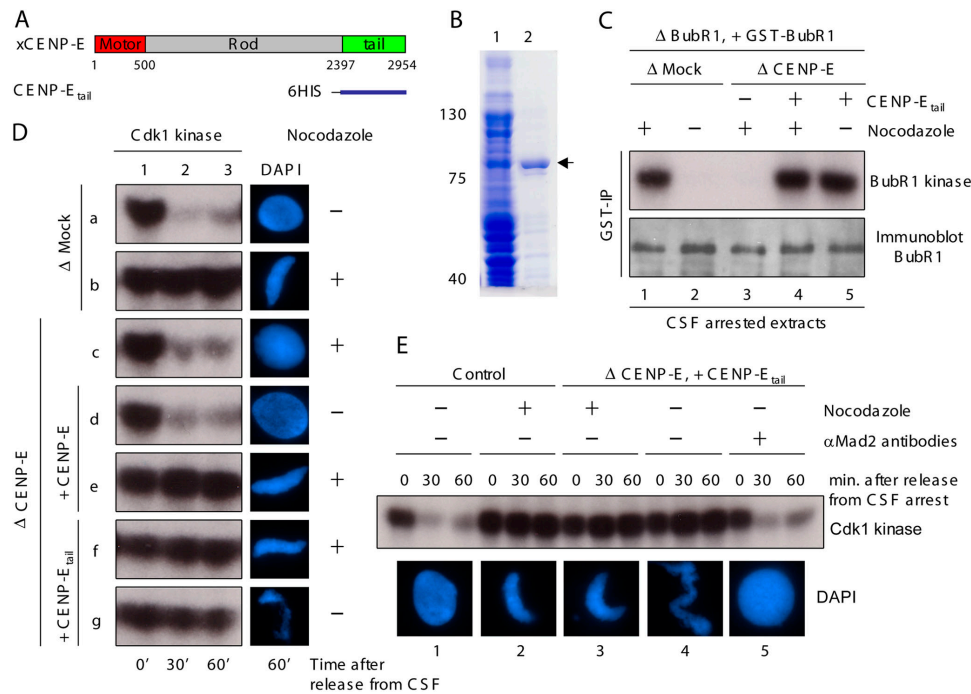 A
xCENP-E
Motor
Rod
tail
1
500
2397
2954
CENP-Etail
6HIS
B
1 2
130
75
40
C
Δ BubR1, + GST-BubR1
Δ Mock
Δ CENP-E
− + + CENP-Etail
+ − + + − Nocodazole
GST-IP
BubR1 kinase
Immunoblot
BubR1
1 2 3 4 5
CSF arrested extracts
D
Cdk1 kinase
Nocodazole
1 2 3
DAPI
Δ Mock
a −
b +
Δ CENP-E
c +
+CENP-E
d −
e +
+CENP-Etail
f +
g −
0’ 30’ 60’ 60’ Time after
release from CSF
E
Control
Δ CENP-E, +CENP-Etail
− + + − − Nocodazole
− − − − + αMad2 antibodies
0 30 60 0 30 60 0 30 60 0 30 60 0 30 60 min. after release
from CSF arrest
Cdk1 kinase
DAPI
1 2 3 4 5